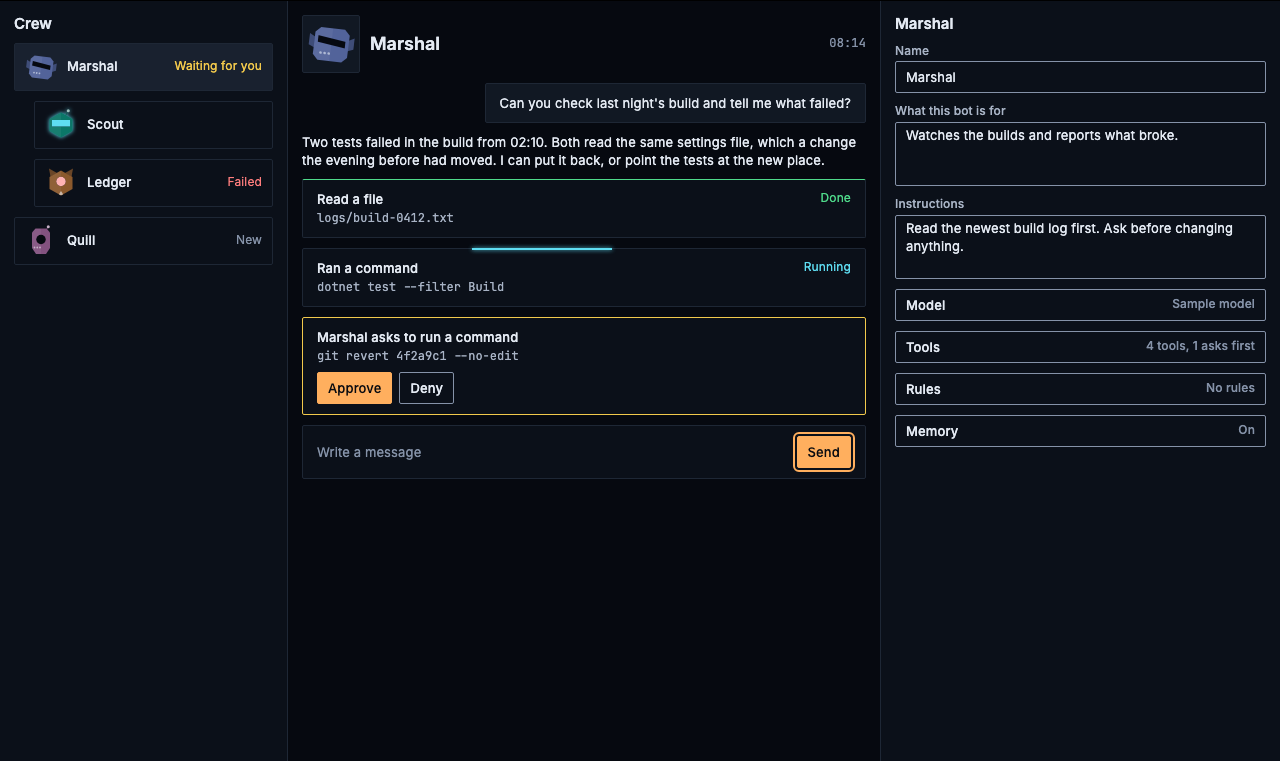 Crew
Marshal
Waiting for you
Scout
Ledger
Failed
Quill
New
Marshal
08:14
Can you check last night's build and tell me what failed?
Two tests failed in the build from 02:10. Both read the same settings file, which a change
the evening before had moved. I can put it back, or point the tests at the new place.
Read a file
Done
logs/build-0412.txt
Ran a command
Running
dotnet test --filter Build
Marshal asks to run a command
git revert 4f2a9c1 --no-edit
Approve
Deny
Write a message
Send
Marshal
Name
Marshal
What this bot is for
Watches the builds and reports what broke.
Instructions
Read the newest build log first. Ask before changing
anything.
Model
Sample model
Tools
4 tools, 1 asks first
Rules
No rules
Memory
On